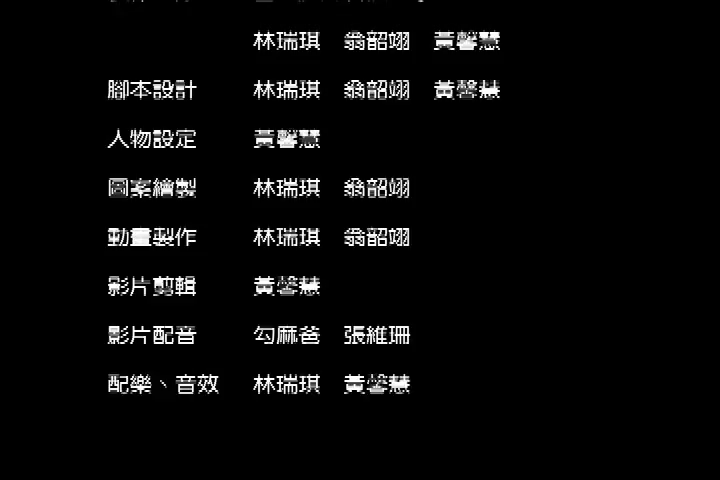 林瑞琪 翁韶翊 黃馨慧
腳本設計 林瑞琪 翁韶翊 黃馨慧
人物設定 黃馨慧
圖案繪製 林瑞琪 翁韶翊
動畫製作 林瑞琪 翁韶翊
影片剪輯 黃馨慧
影片配音 勾麻爸 張維珊
配樂、音效 林瑞琪 黃馨慧